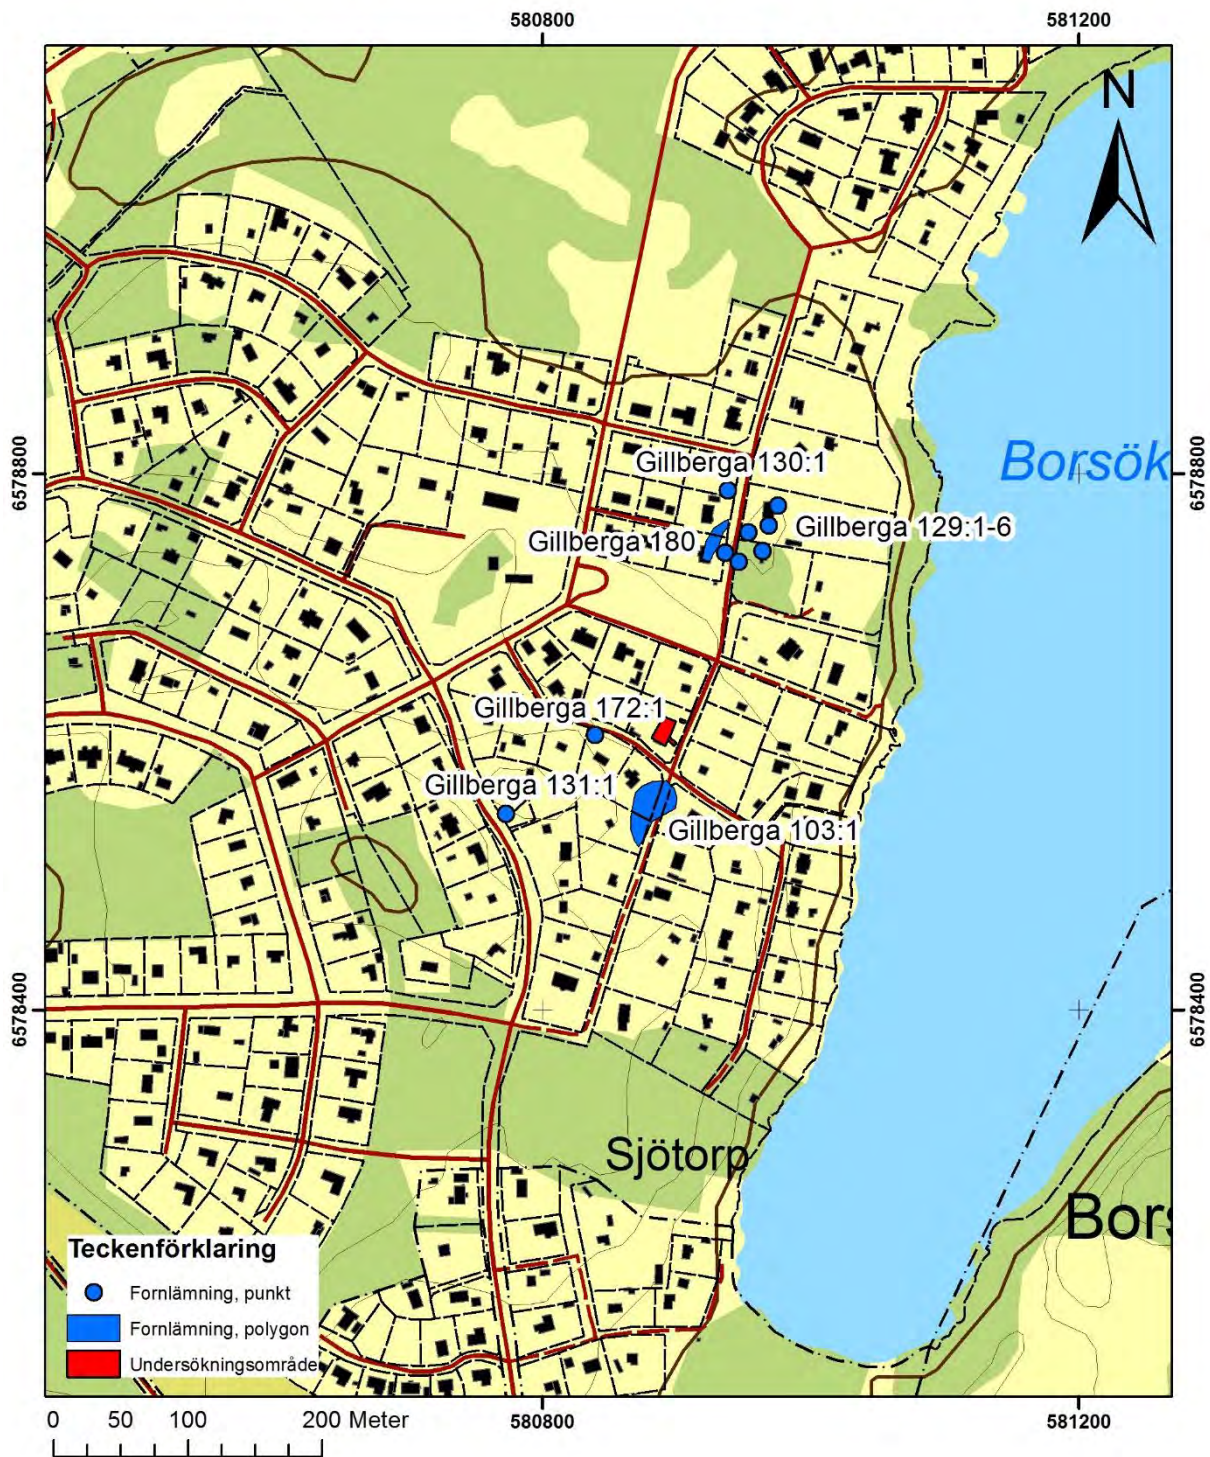 580800
581200
N
6578800
Borsök
6578800
Gillberga 130:1
Gillberga 129:1-6
Gillberga 180
Gillberga 172:1
Gillberga 131:1
Gillberga 103:1
6578400
6578400
Sjötorp
Bors
Teckenförklaring
Fornlämning, punkt
Fornlämning, polygon
Undersökningsområde
0 50 100 200 Meter
580800
581200